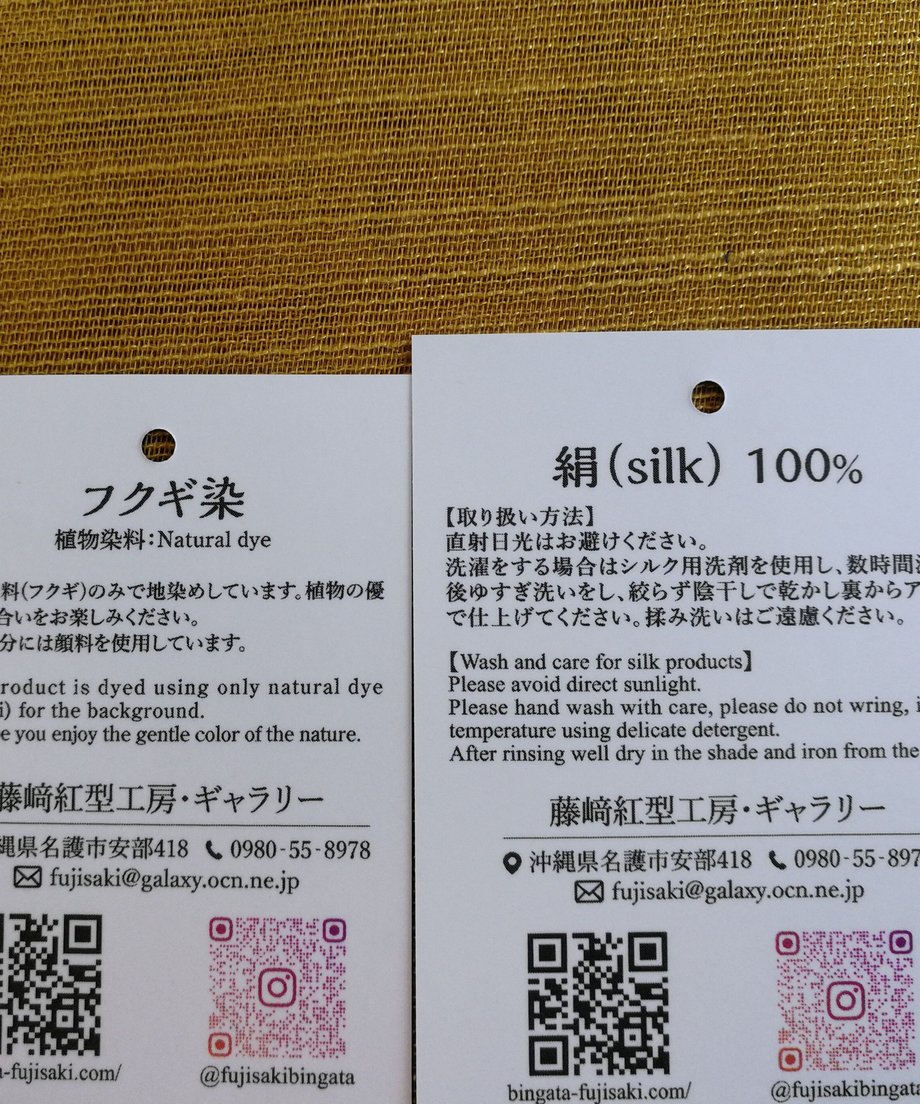 フクギ染
植物染料:Natural dye
料(フクギ)のみで地染めしています。植物の優
合いをお楽しみください。
分には顔料を使用しています。
roduct is dyed using only natural dye
i) for the background.
e you enjoy the gentle color of the nature.
藤﨑紅型工房・ギャラリー
縄県名護市安部418 0980-55-8978
fujisaki@galaxy.ocn.ne.jp
a-fujisaki.com/
@fujisakibingata
絹(silk) 100%
【取り扱い方法】
直射日光はお避けください。
洗濯をする場合はシルク用洗剤を使用し、数時間
後ゆすぎ洗いをし、絞らず陰干しで乾かし裏からア
で仕上げてください。揉み洗いはご遠慮ください。
【Wash and care for silk products】
Please avoid direct sunlight.
Please hand wash with care, please do not wring,
temperature using delicate detergent.
After rinsing well dry in the shade and iron from the
藤﨑紅型工房・ギャラリー
沖縄県名護市安部418 0980-55-897
fujisaki@galaxy.ocn.ne.jp
bingata-fujisaki.com/
@fujisakibingata